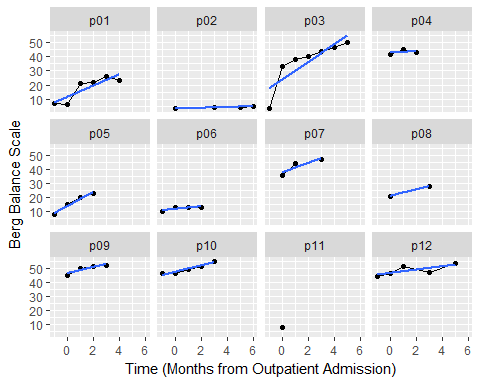 p01 p02 p03 p04
50
40
30
20
10
p05 p06 p07 p08
50
40
30
20
10
p09 p10 p11 p12
50
40
30
20
10
0 2 4 6 0 2 4 6 0 2 4 6 0 2 4 6
Time (Months from Outpatient Admission)
Berg Balance Scale